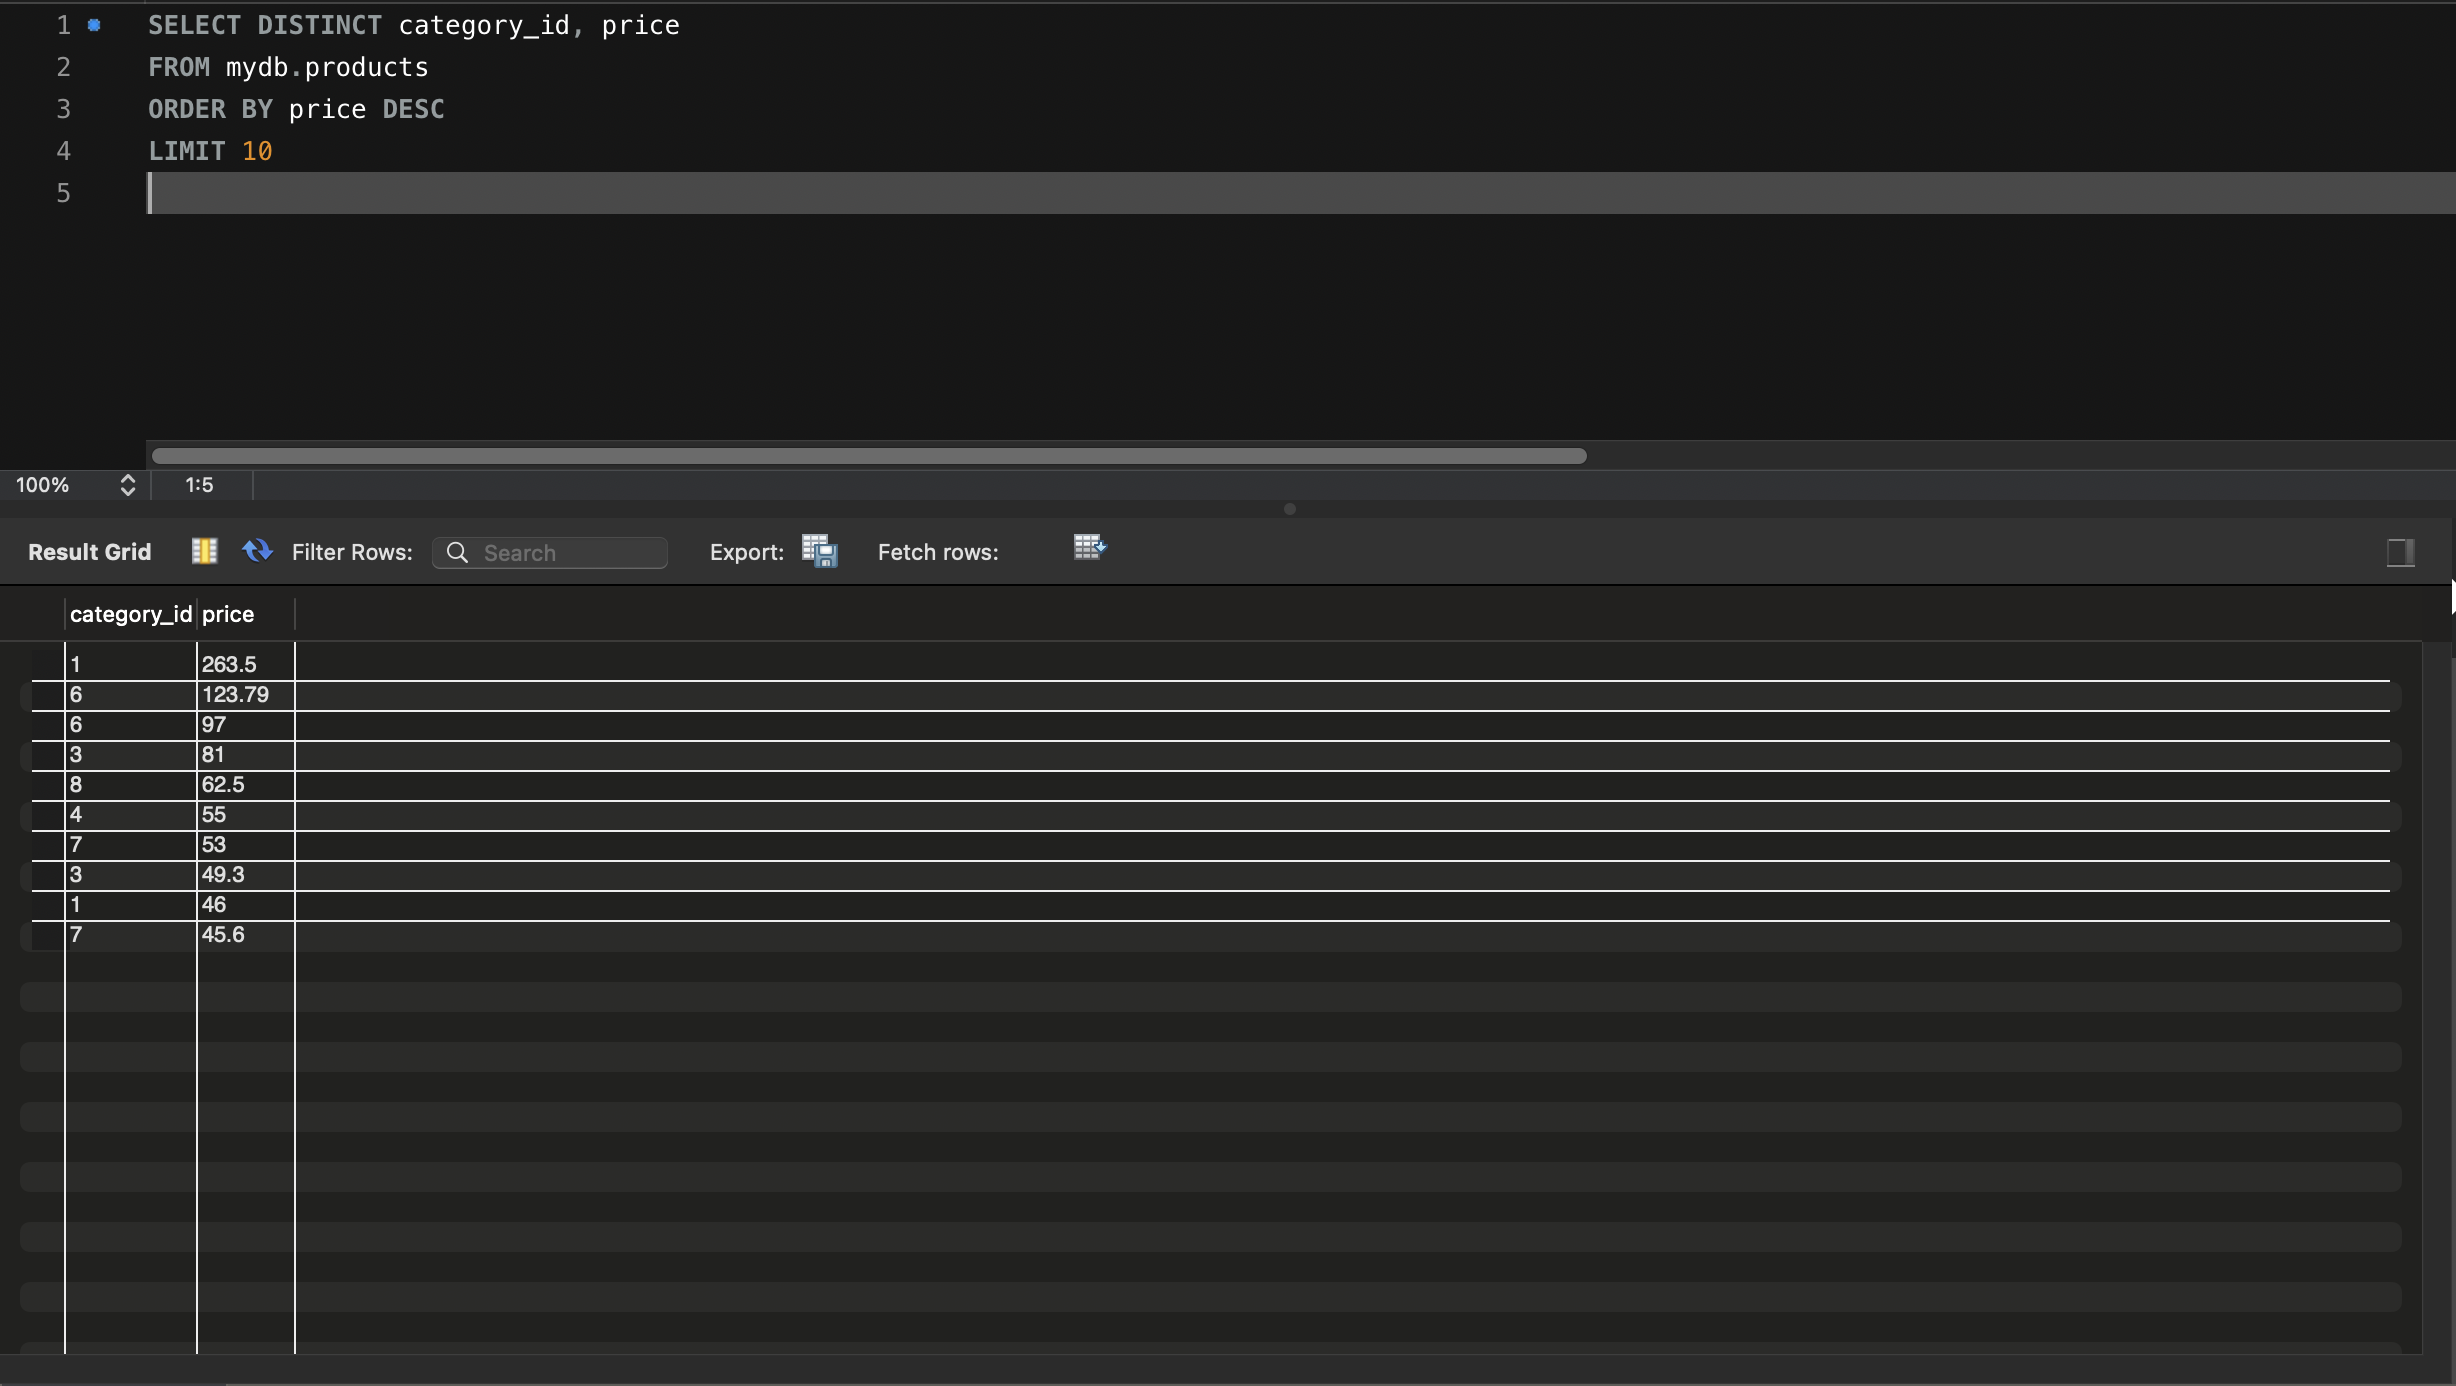 1 SELECT DISTINCT category_id, price
2 FROM mydb.products
3 ORDER BY price DESC
4 LIMIT 10
5
100% 1:5
Result Grid Filter Rows: Search Export: Fetch rows:
category_id price
1 263.5
6 123.79
6 97
3 81
8 62.5
4 55
7 53
3 49.3
1 46
7 45.6